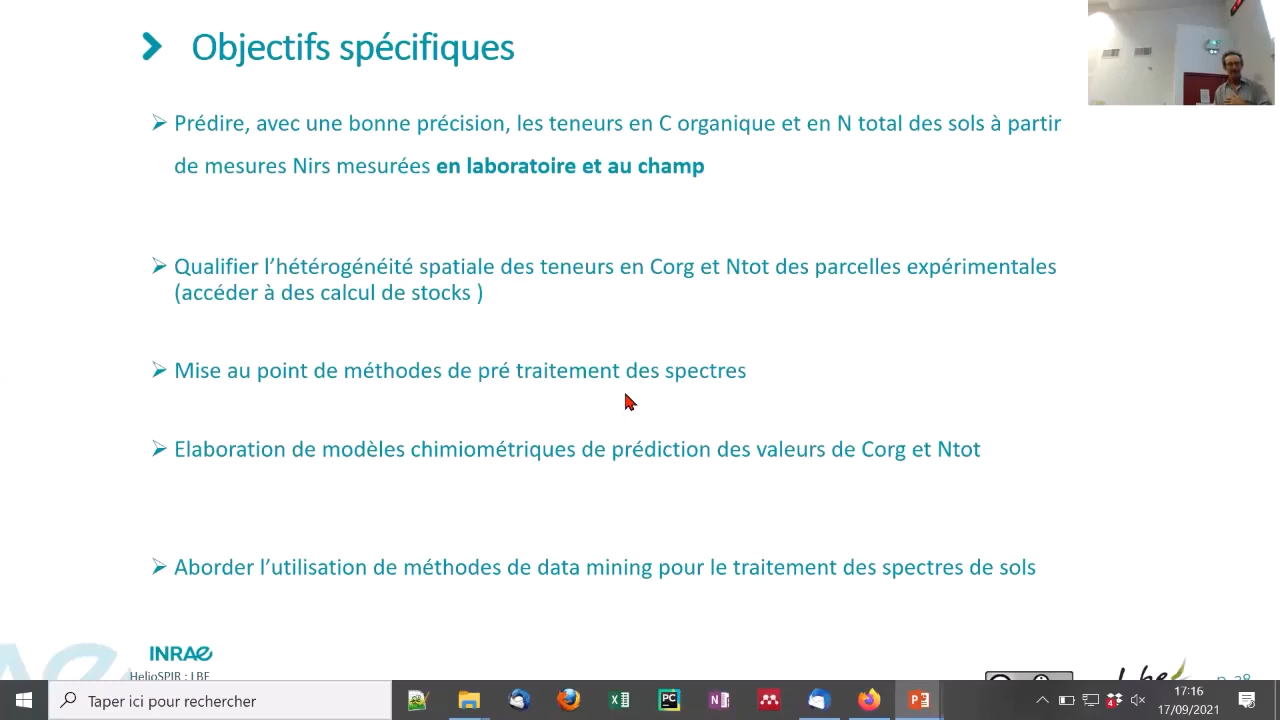 Objectifs spécifiques
Prédire, avec une bonne précision, les teneurs en C organique et en N total des sols à partir
de mesures Nirs mesurées en laboratoire et au champ
Qualifier l'hétérogénéité spatiale des teneurs en Corg et Ntot des parcelles expérimentales
(accéder à des calcul de stocks )
Mise au point de méthodes de pré traitement des spectres
Elaboration de modèles chimiométriques de prédiction des valeurs de Corg et Ntot
Aborder l'utilisation de méthodes de data mining pour le traitement des spectres de sols
INRAE
HelioSPIR : LBE
Lbe
p. 28
Taper ici pour rechercher
17:16
17/09/2021